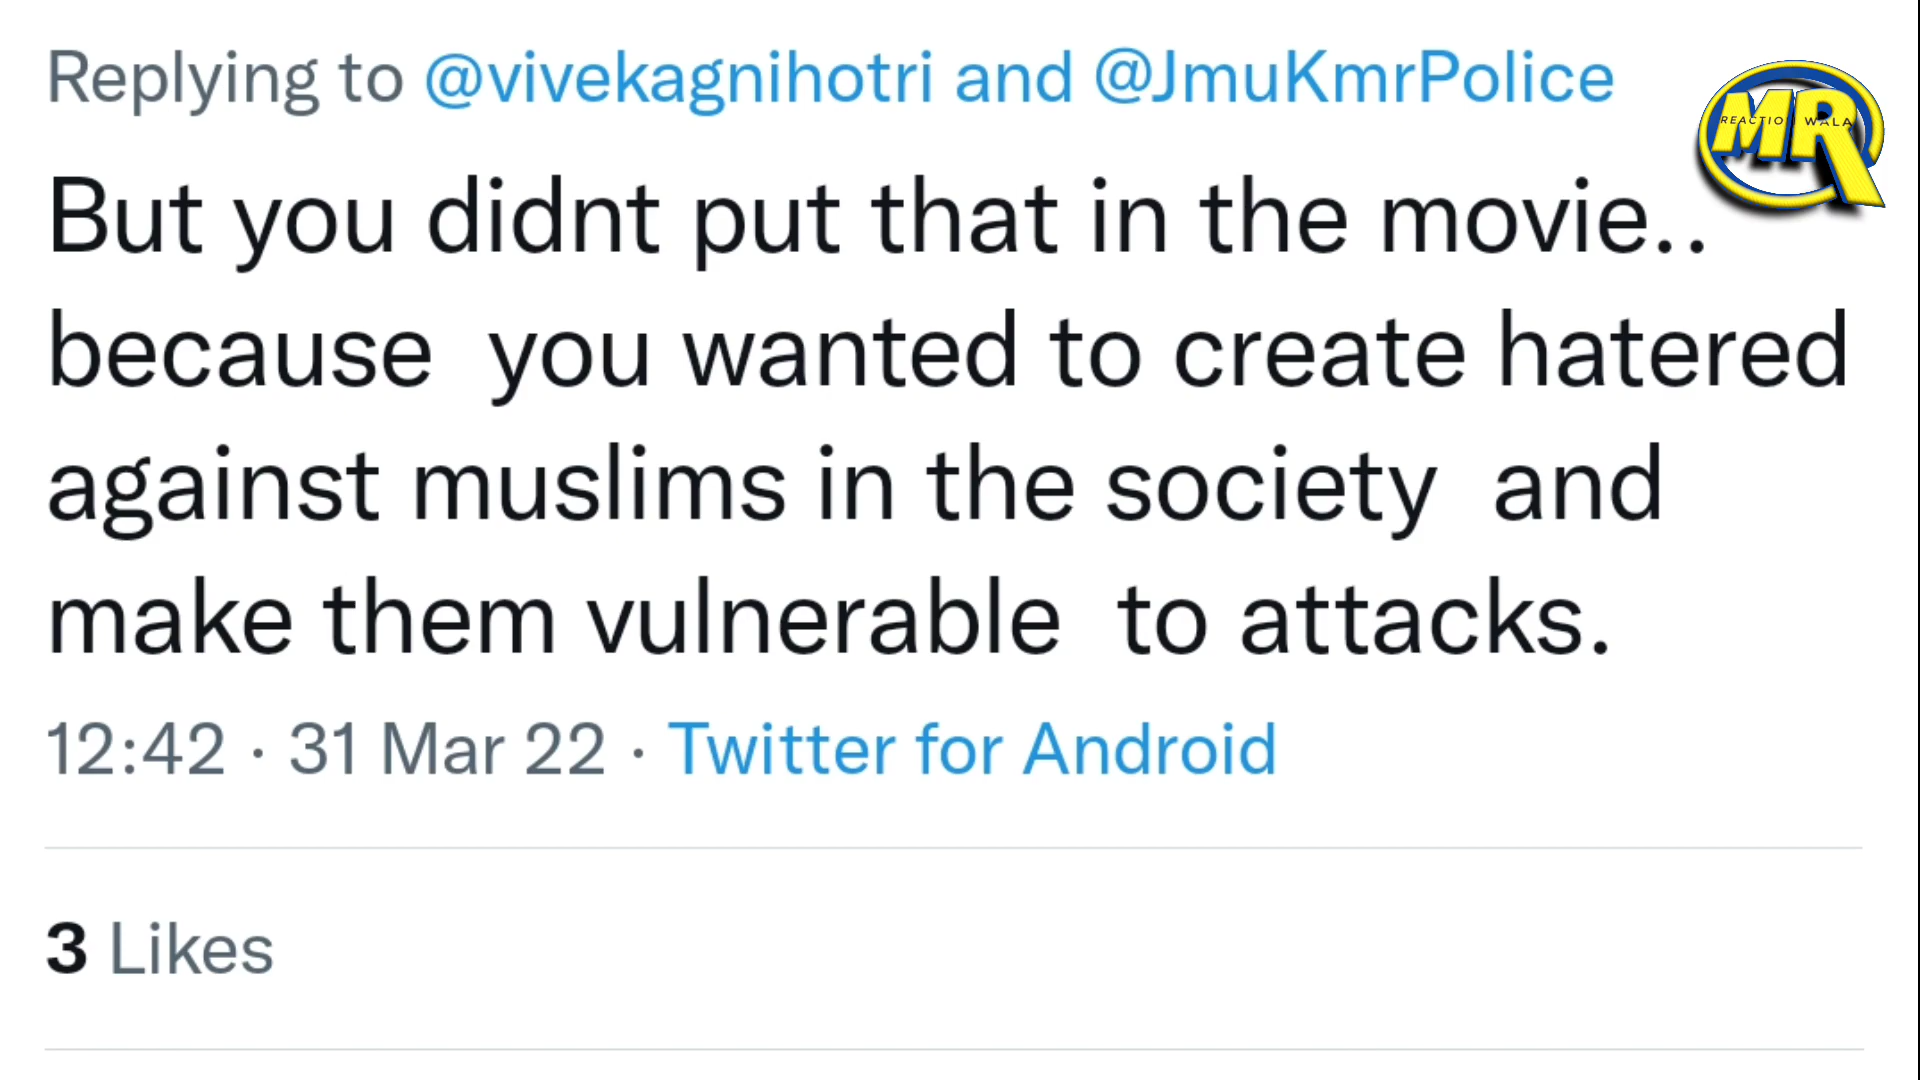 Replying to @vivekagnihotri and @JmuKmrPolice
MR
REACTION WALA
But you didnt put that in the movie..
because  you wanted to create hatered
against muslims in the society  and
make them vulnerable  to attacks.
12:42 · 31 Mar 22 · Twitter for Android
3 Likes